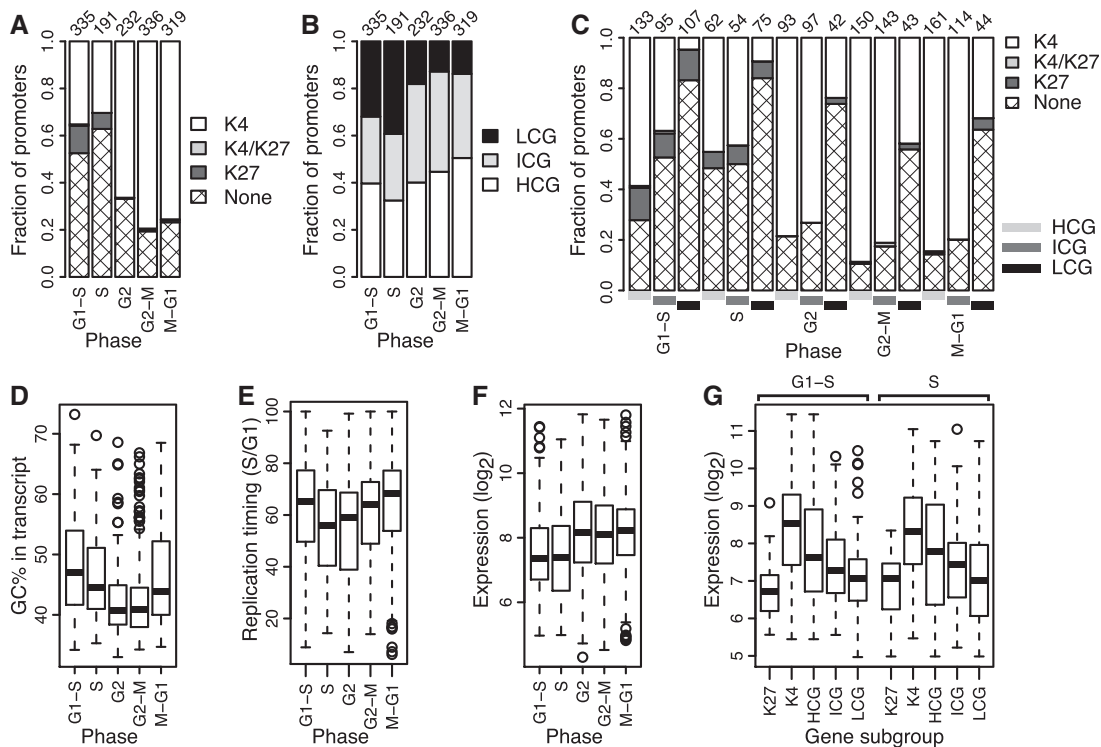 A
335 191 232 336 319
Fraction of promoters
0.0 0.2 0.4 0.6 0.8 1.0
G1–S S G2 G2–M M–G1
Phase
K4
K4/K27
K27
None
B
335 191 232 336 319
Fraction of promoters
0.0 0.2 0.4 0.6 0.8 1.0
G1–S S G2 G2–M M–G1
Phase
LCG
ICG
HCG
C
133 95 107 62 54 75 93 97 42 150 143 43 161 114 44
Fraction of promoters
0.0 0.2 0.4 0.6 0.8 1.0
G1–S S G2 G2–M M–G1
Phase
K4
K4/K27
K27
None
HCG
ICG
LCG
D
GC% in transcript
40 50 60 70
G1–S S G2 G2–M M–G1
Phase
E
Replication timing (S/G1)
20 40 60 80 100
G1–S S G2 G2–M M–G1
Phase
F
Expression (log2)
6 8 10 12
G1–S S G2 G2–M M–G1
Phase
G
G1–S S
Expression (log2)
5 6 7 8 9 10 11
K27 K4 HCG ICG LCG K27 K4 HCG ICG LCG
Gene subgroup